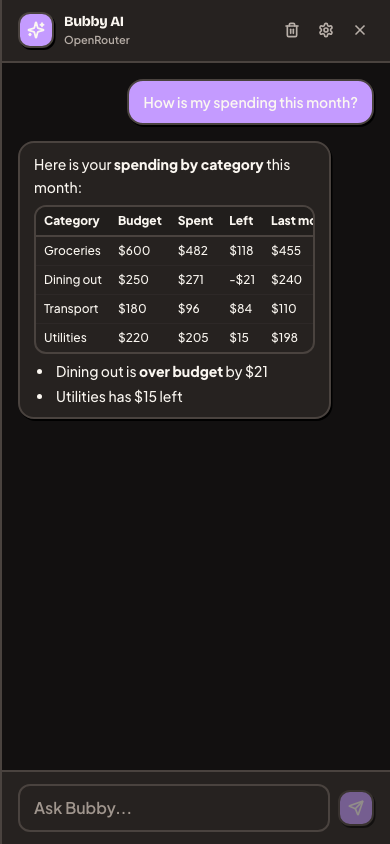 Bubby AI
OpenRouter
How is my spending this month?
Here is your spending by category this
month:
Category Budget Spent Left Last mo
Groceries $600 $482 $118 $455
Dining out $250 $271 -$21 $240
Transport $180 $96 $84 $110
Utilities $220 $205 $15 $198
• Dining out is over budget by $21
• Utilities has $15 left
Ask Bubby...